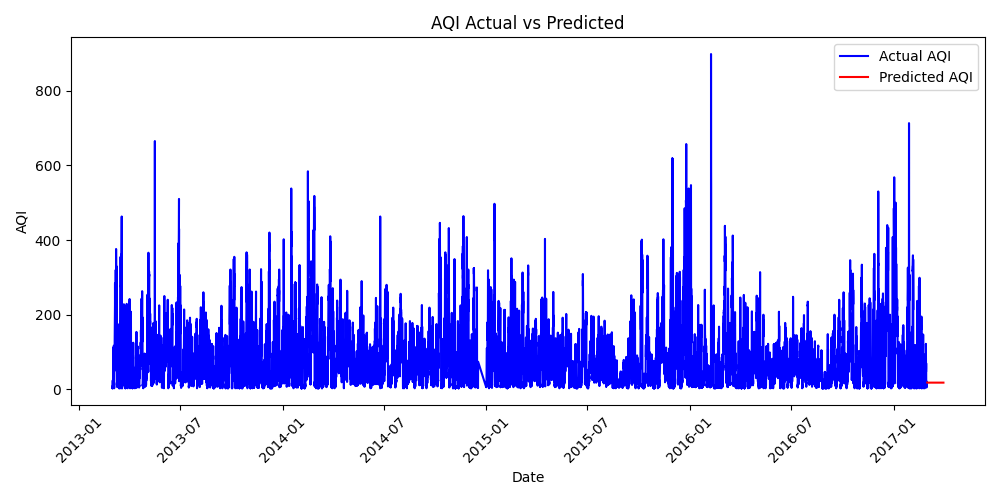 AQI Actual vs Predicted
Actual AQI
Predicted AQI
AQI
800
600
400
200
0
2013-01
2013-07
2014-01
2014-07
2015-01
2015-07
2016-01
2016-07
2017-01
Date